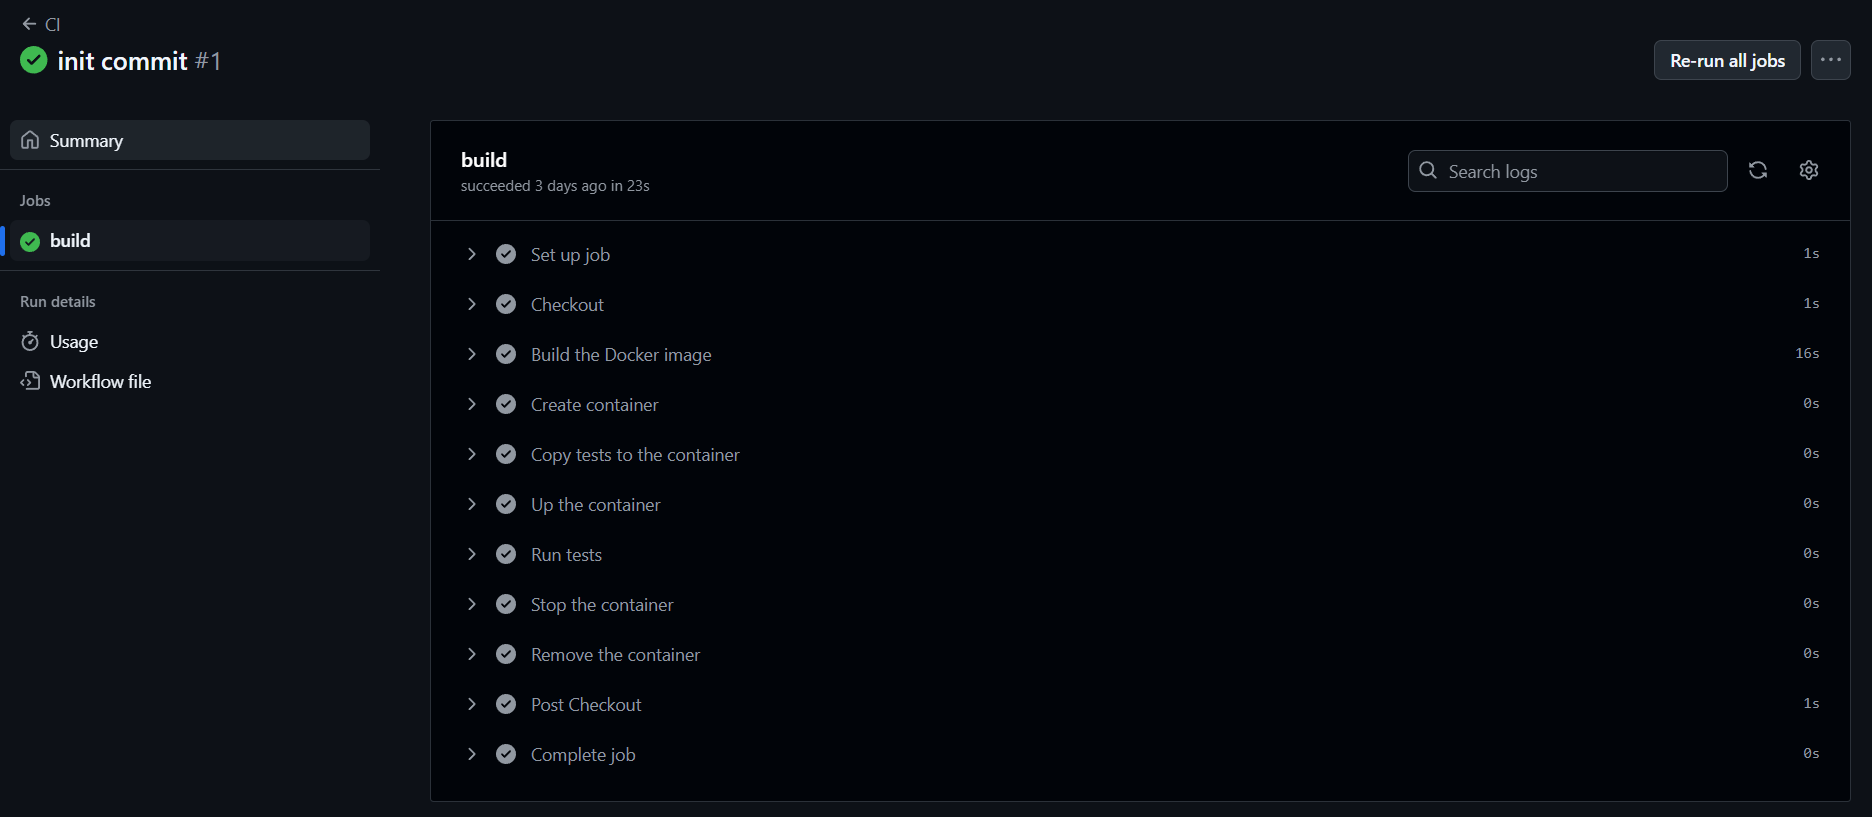 CI
init commit #1
Re-run all jobs
Summary
Jobs
build
Run details
Usage
Workflow file
build
succeeded 3 days ago in 23s
Search logs
Set up job 1s
Checkout 1s
Build the Docker image 16s
Create container 0s
Copy tests to the container 0s
Up the container 0s
Run tests 0s
Stop the container 0s
Remove the container 0s
Post Checkout 1s
Complete job 0s